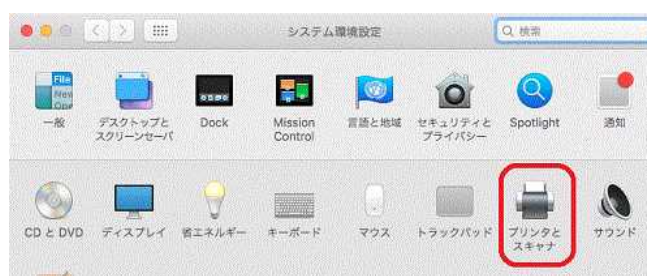 システム環境設定
検索
File
New
Ope
一般
デスクトップと
スクリーンセーバ
Dock
Mission
Control
言語と地域
セキュリティと
プライバシー
Spotlight
通知
CD と DVD
ディスプレイ
省エネルギー
キーボード
マウス
トラックパッド
プリンタと
スキャナ
サウンド